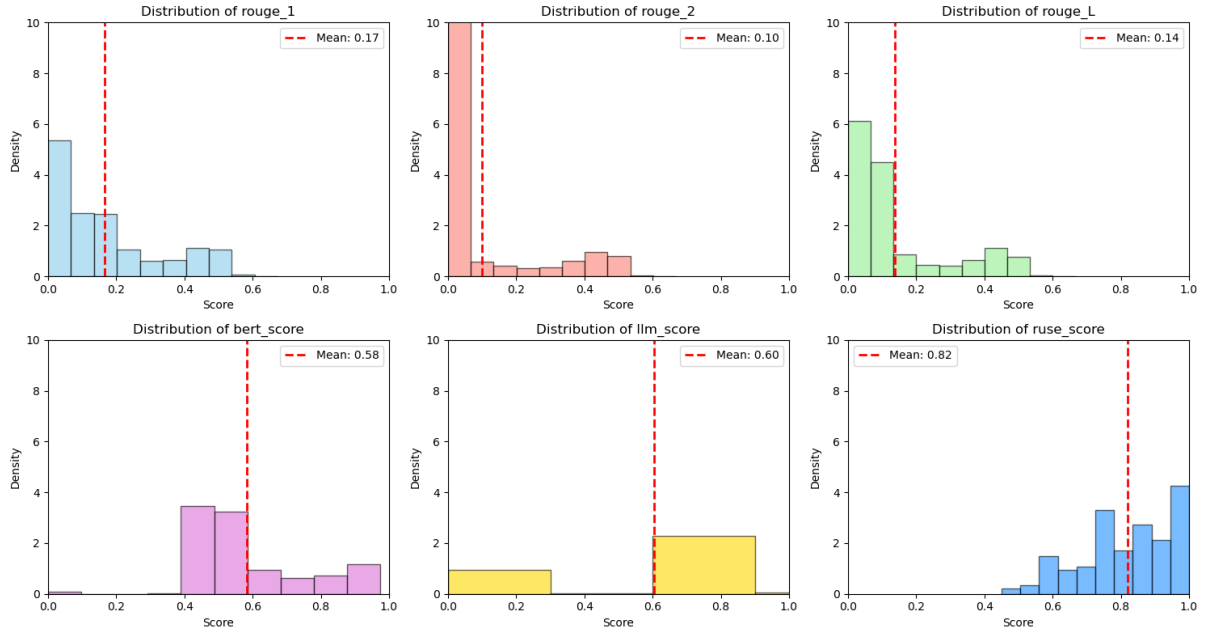 Distribution of rouge_1
Mean: 0.17
10
8
6
4
2
0
Density
0.0 0.2 0.4 0.6 0.8 1.0
Score
Distribution of rouge_2
Mean: 0.10
10
8
6
4
2
0
Density
0.0 0.2 0.4 0.6 0.8 1.0
Score
Distribution of rouge_L
Mean: 0.14
10
8
6
4
2
0
Density
0.0 0.2 0.4 0.6 0.8 1.0
Score
Distribution of bert_score
Mean: 0.58
10
8
6
4
2
0
Density
0.0 0.2 0.4 0.6 0.8 1.0
Score
Distribution of llm_score
Mean: 0.60
10
8
6
4
2
0
Density
0.0 0.2 0.4 0.6 0.8 1.0
Score
Distribution of ruse_score
Mean: 0.82
10
8
6
4
2
0
Density
0.0 0.2 0.4 0.6 0.8 1.0
Score